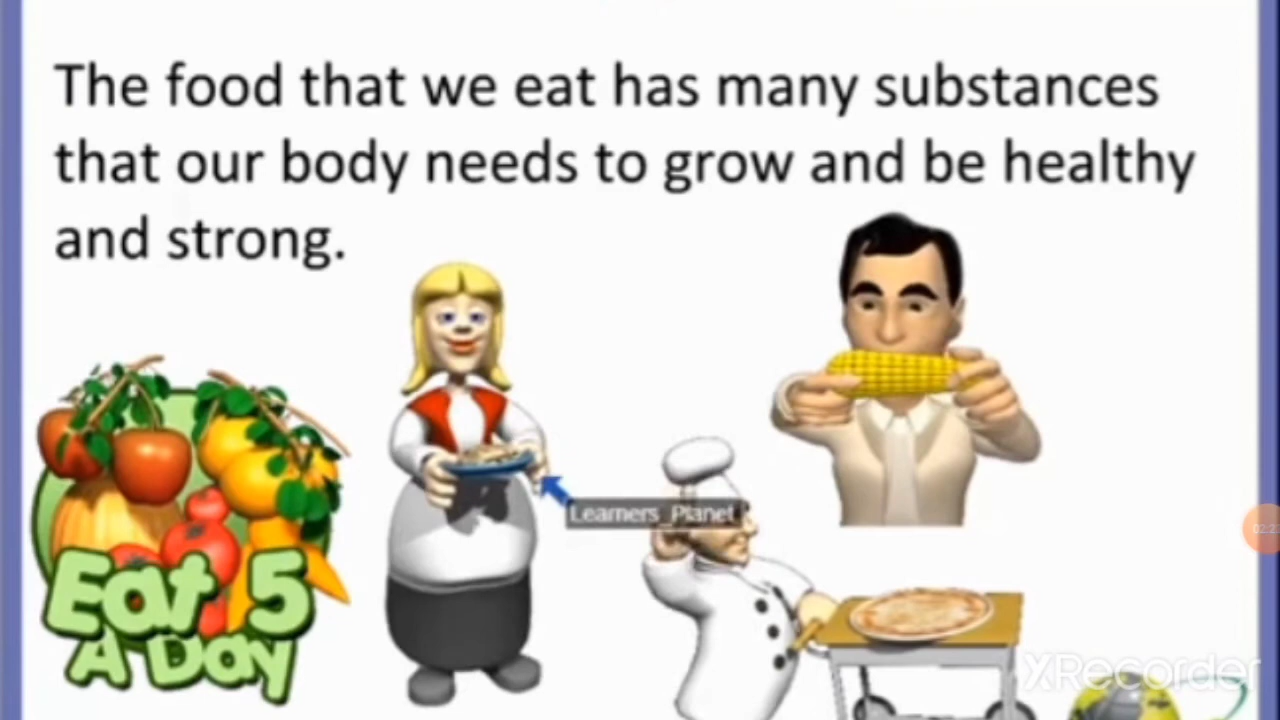 The food that we eat has many substances
that our body needs to grow and be healthy
and strong.
Learners_Planet
Eat 5
A Day
XRecorder